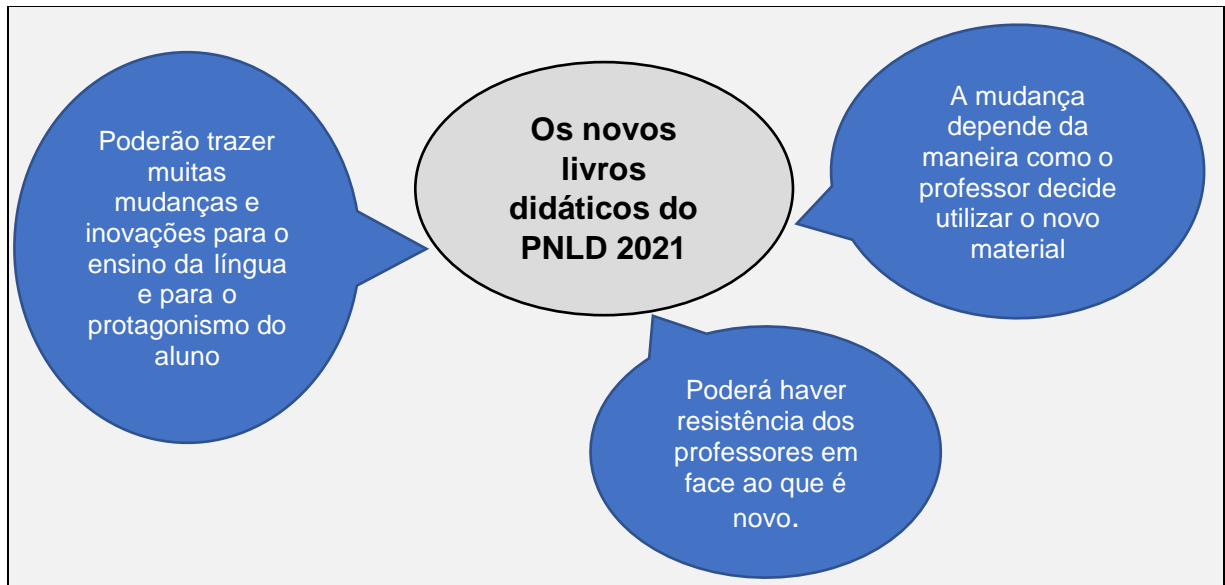 Poderão trazer
muitas
mudanças e
inovações para o
ensino da língua
e para o
protagonismo do
aluno
Os novos
livros
didáticos do
PNLD 2021
A mudança
depende da
maneira como o
professor decide
utilizar o novo
material
Poderá haver
resistência dos
professores em
face ao que é
novo.